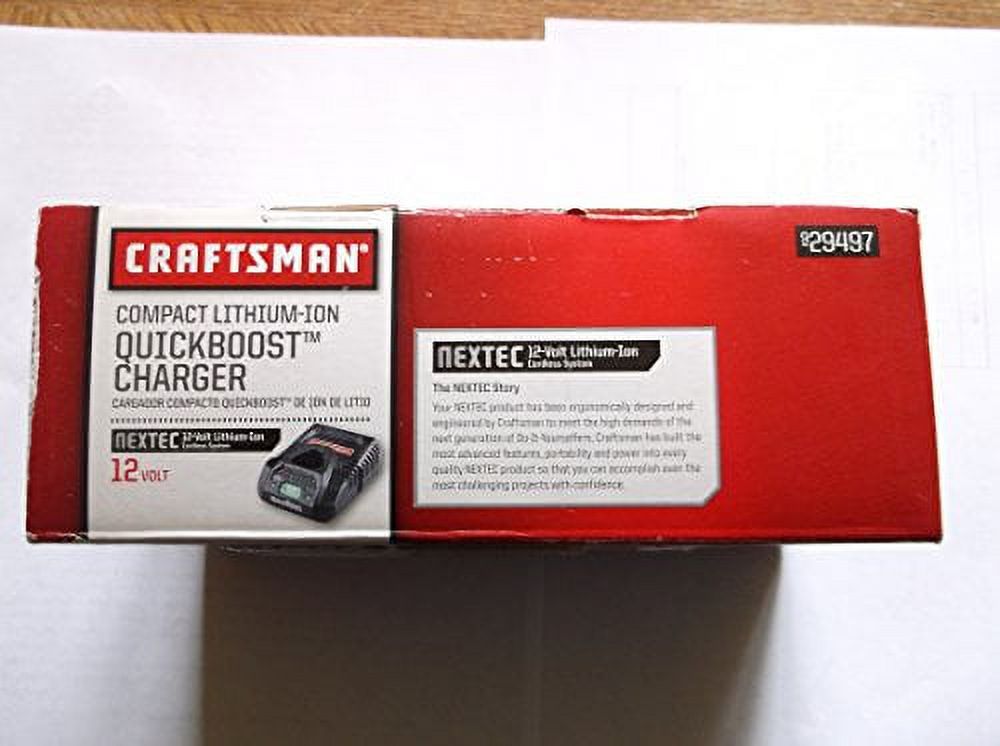 CRAFTSMAN®
COMPACT LITHIUM-ION
QUICKBOOST™
CHARGER
CARGADOR COMPACTO QUICKBOOST™ DE ION DE LITIO
NEXTEC 12-Volt Lithium-Ion
Cordless System
12 VOLT
929497
NEXTEC 12-Volt Lithium-Ion
Cordless System
The NEXTEC Story
Your NEXTEC product has been ergonomically designed and
engineered by Craftsman to meet the high demands of the
next generation of Do-It-Yourselfers. Craftsman has built the
most advanced features, portability and power into every
quality NEXTEC product so that you can accomplish even the
most challenging projects with confidence.